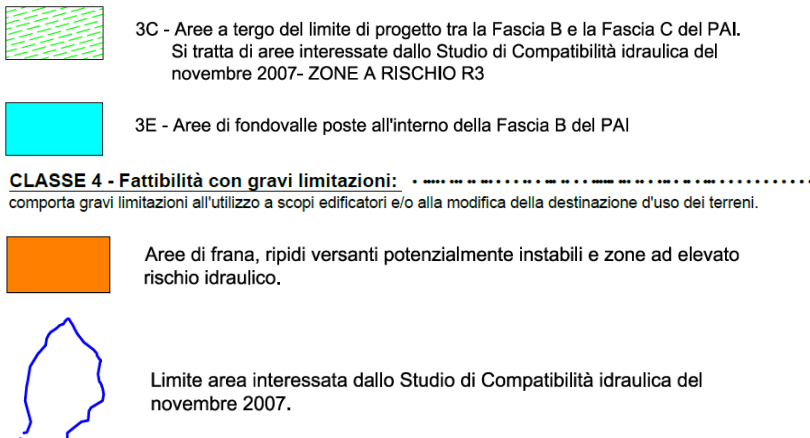 3C - Aree a tergo del limite di progetto tra la Fascia B e la Fascia C del PAI.
Si tratta di aree interessate dallo Studio di Compatibilità idraulica del
novembre 2007- ZONE A RISCHIO R3
3E - Aree di fondovalle poste all'interno della Fascia B del PAI
CLASSE 4 - Fattibilità con gravi limitazioni:
comporta gravi limitazioni all'utilizzo a scopi edificatori e/o alla modifica della destinazione d'uso dei terreni.
Aree di frana, ripidi versanti potenzialmente instabili e zone ad elevato
rischio idraulico.
Limite area interessata dallo Studio di Compatibilità idraulica del
novembre 2007.